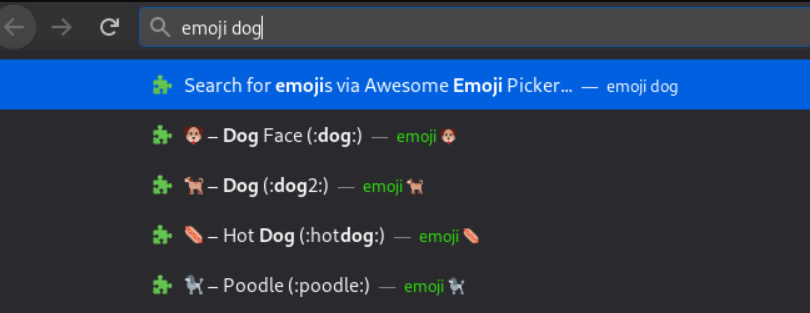 emoji dog
Search for emojis via Awesome Emoji Picker... — emoji dog
🐶 – Dog Face (:dog:) — emoji 🐶
🐕 – Dog (:dog2:) — emoji 🐕
🌭 – Hot Dog (:hotdog:) — emoji 🌭
🐩 – Poodle (:poodle:) — emoji 🐩